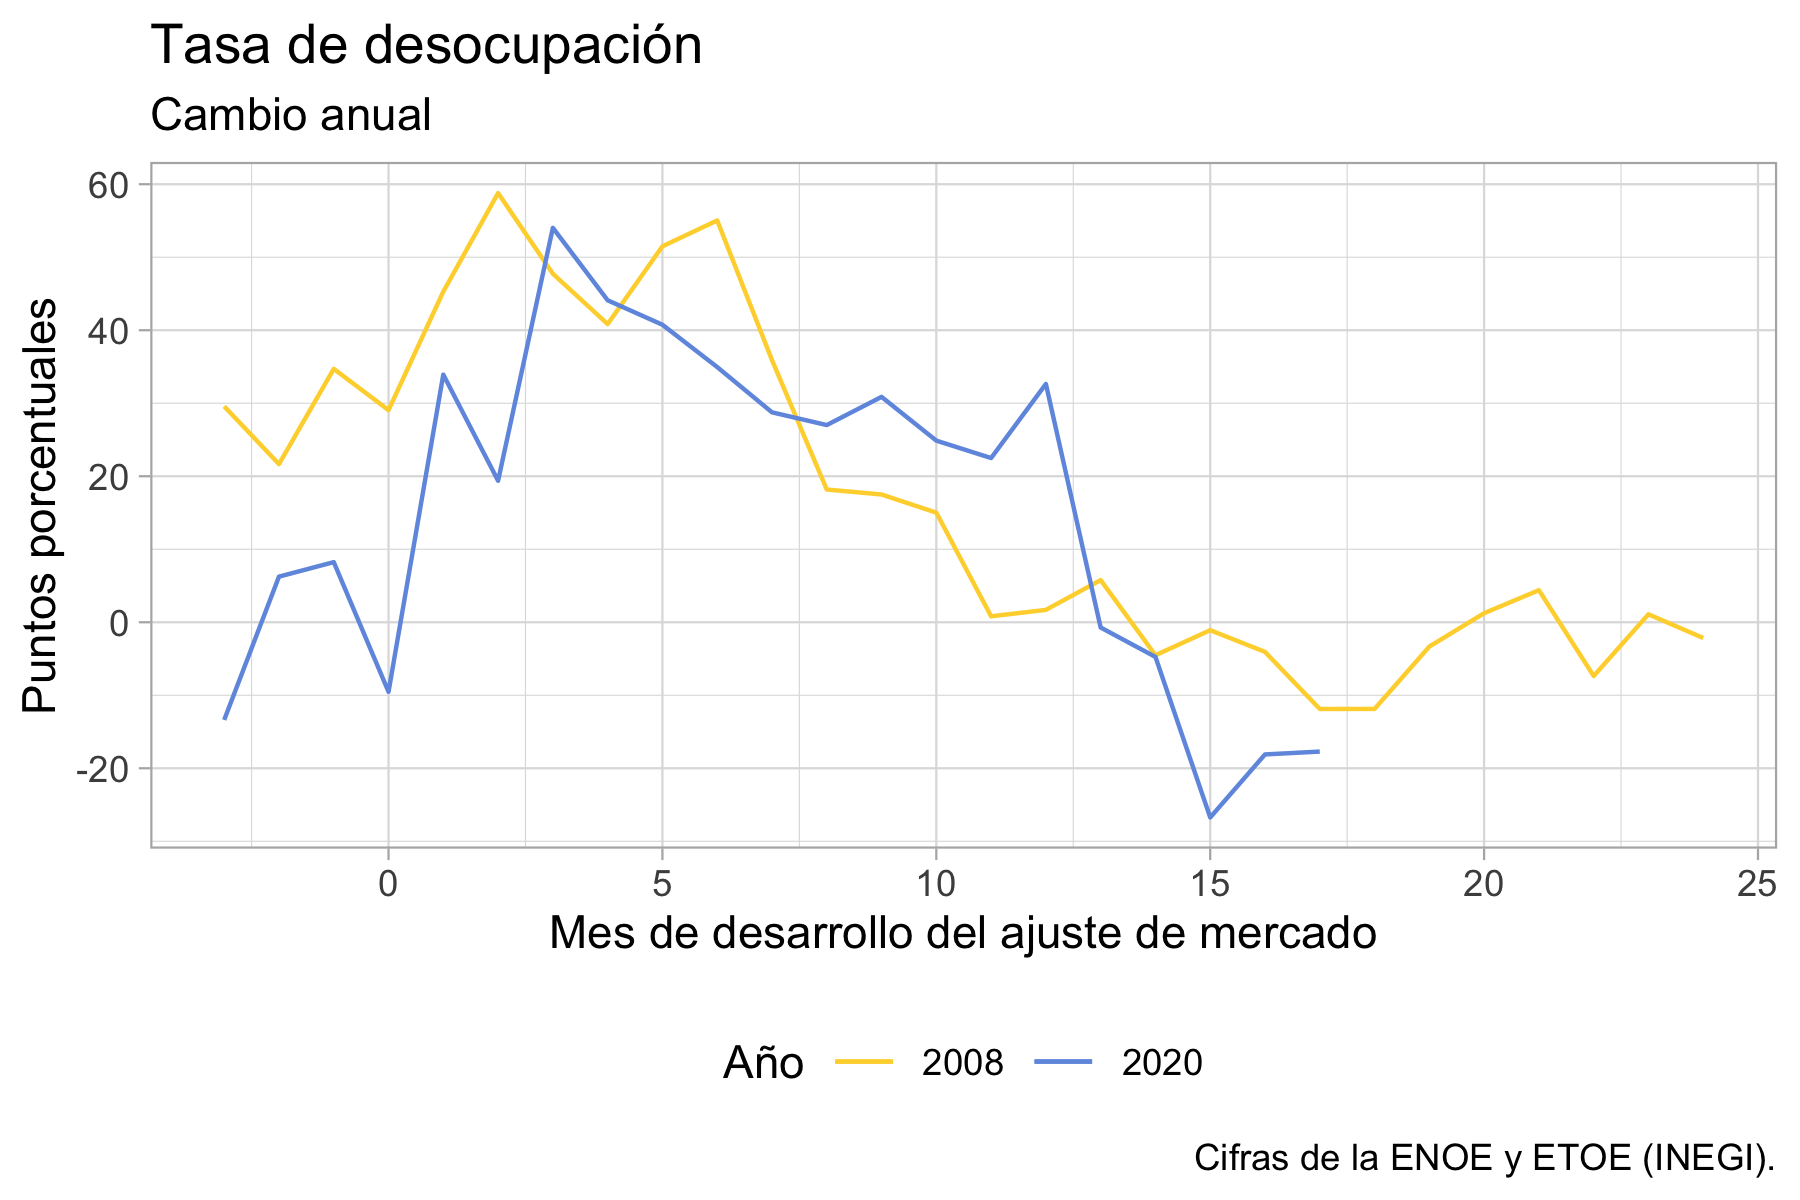 Tasa de desocupación
Cambio anual
Puntos porcentuales
60
40
20
0
-20
0 5 10 15 20 25
Mes de desarrollo del ajuste de mercado
Año 2008 2020
Cifras de la ENOE y ETOE (INEGI).